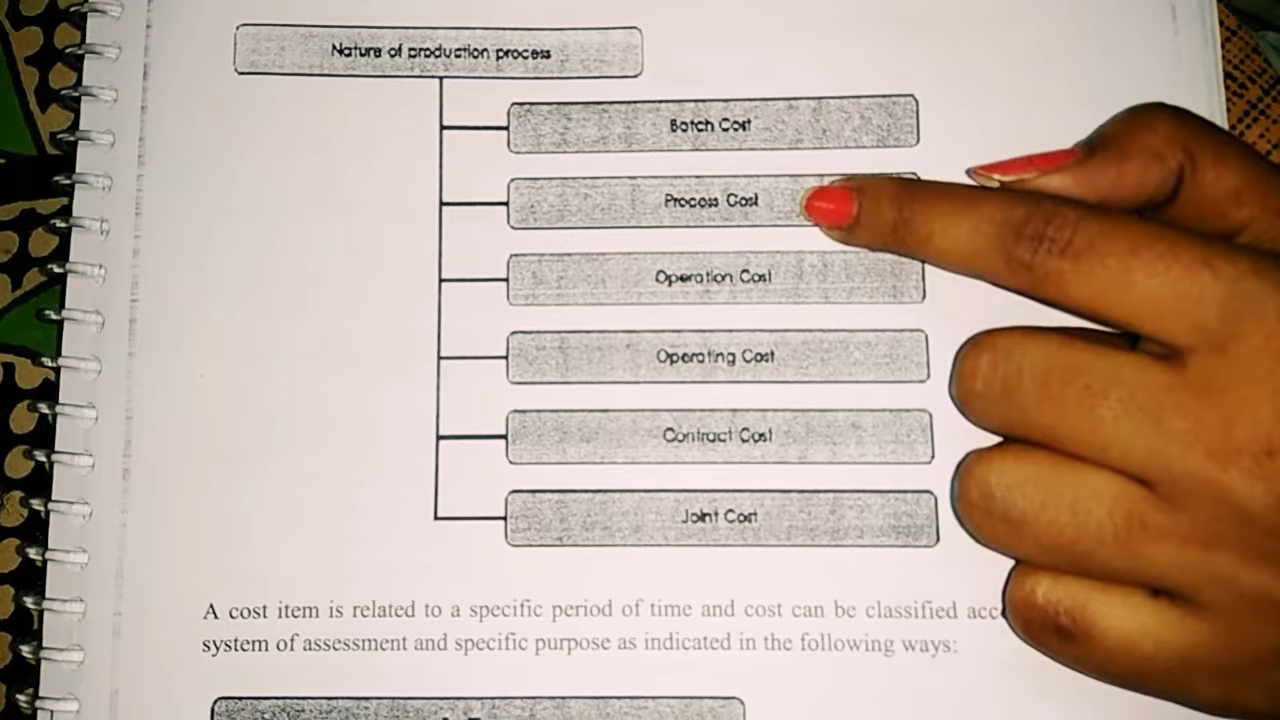 Nature of production process
Batch Cost
Process Cost
Operation Cost
Operating Cost
Contract Cost
Joint Cost
A cost item is related to a specific period of time and cost can be classified
system of assessment and specific purpose as indicated in the following ways: